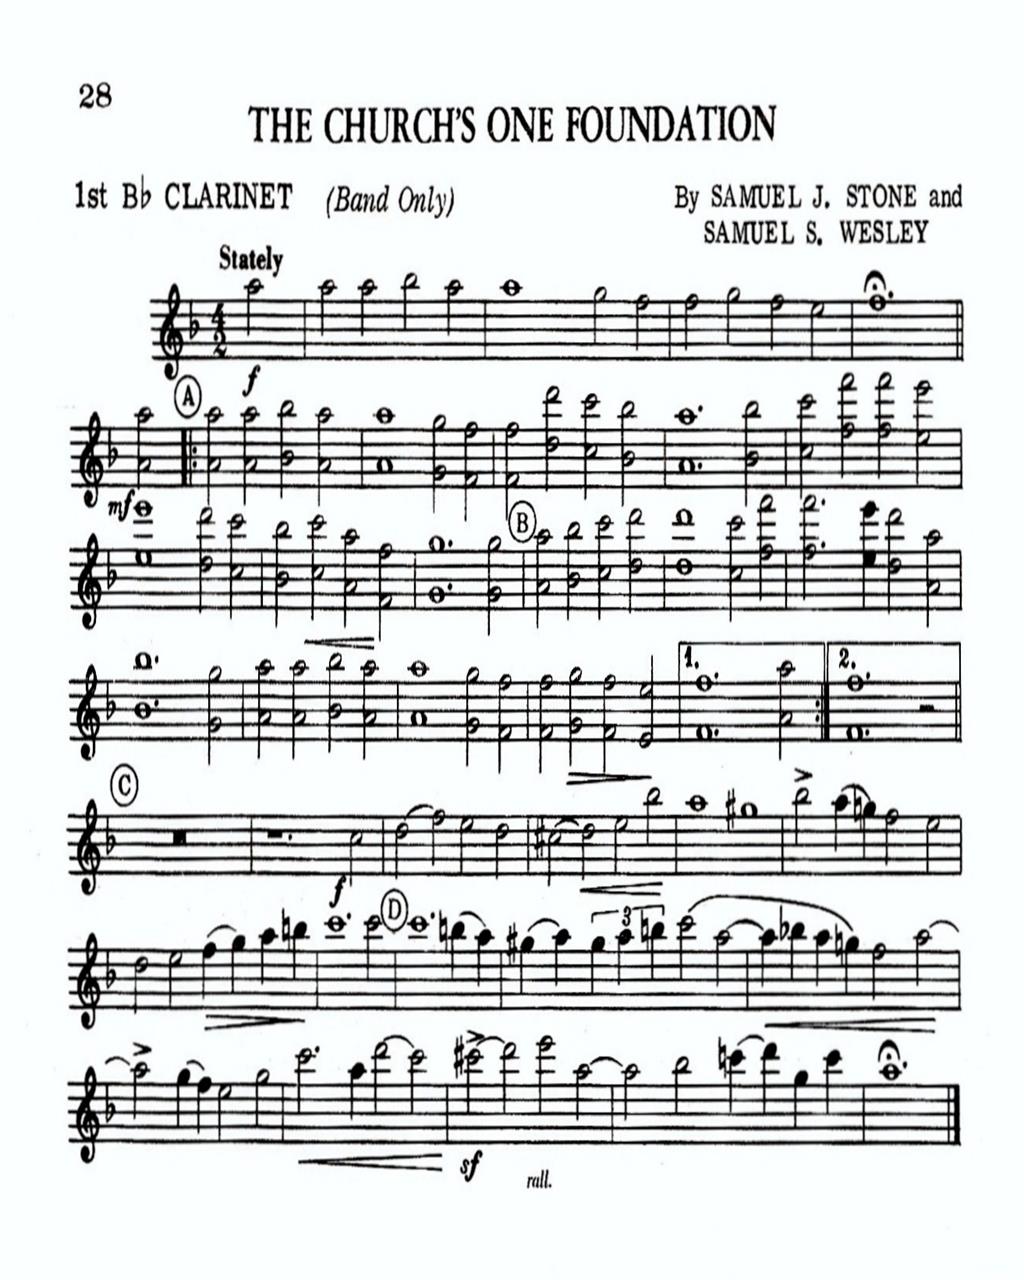 28
THE CHURCH'S ONE FOUNDATION
1st B♭ CLARINET (Band Only)
By SAMUEL J. STONE and
SAMUEL S. WESLEY
Stately
4
2
f
A
mf
B
1.
2.
C
f
D
3
sf
rall.